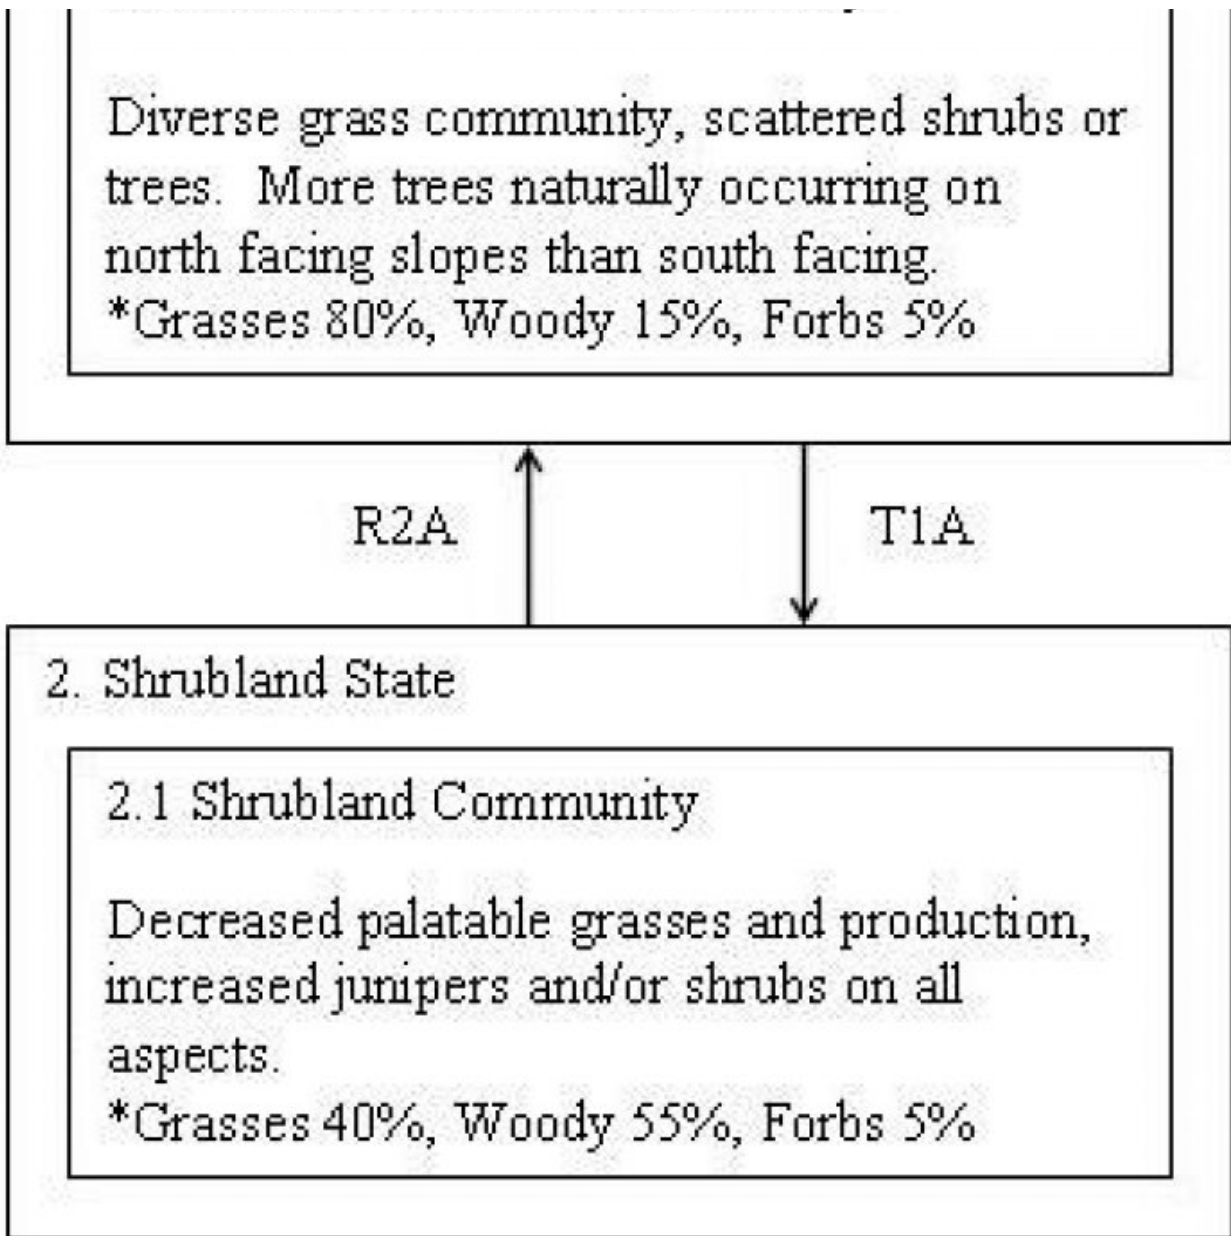 Diverse grass community, scattered shrubs or
trees.  More trees naturally occurring on
north facing slopes than south facing.
*Grasses 80%, Woody 15%, Forbs 5%
R2A
T1A
2. Shrubland State
2.1 Shrubland Community
Decreased palatable grasses and production,
increased junipers and/or shrubs on all
aspects.
*Grasses 40%, Woody 55%, Forbs 5%